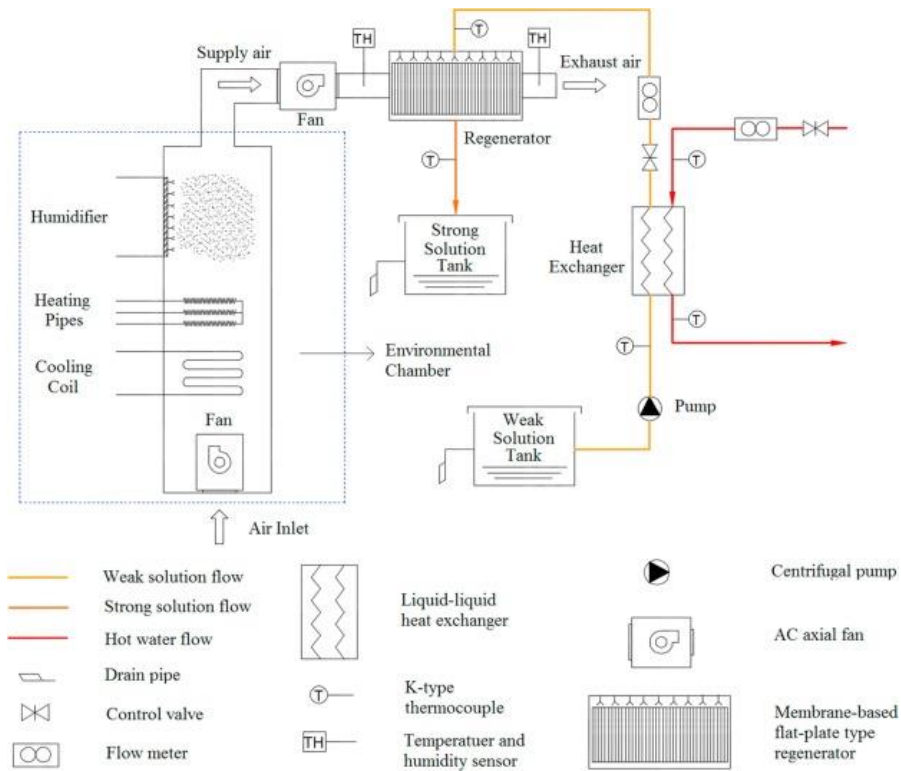 T
TH
TH
Supply air
Exhaust air
Fan
Regenerator
T
T
Humidifier
Strong
Solution
Tank
Heat
Exchanger
Heating
Pipes
T
T
Environmental
Chamber
Cooling
Coil
Fan
Weak
Solution
Tank
Pump
Air Inlet
Weak solution flow
Strong solution flow
Hot water flow
Drain pipe
Control valve
Flow meter
Liquid-liquid
heat exchanger
T
K-type
thermocouple
TH
Temperatuer and
humidity sensor
Centrifugal pump
AC axial fan
Membrane-based
flat-plate type
regenerator